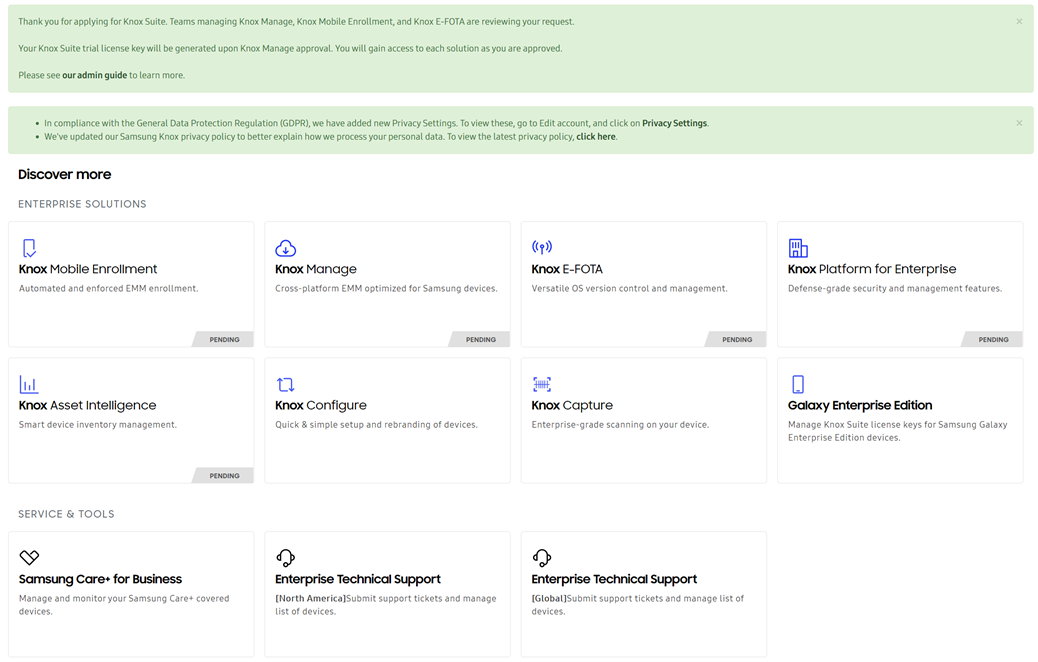 Thank you for applying for Knox Suite. Teams managing Knox Manage, Knox Mobile Enrollment, and Knox E-FOTA are reviewing your request.
×
Your Knox Suite trial license key will be generated upon Knox Manage approval. You will gain access to each solution as you are approved.
Please see our admin guide to learn more.
• In compliance with the General Data Protection Regulation (GDPR), we have added new Privacy Settings. To view these, go to Edit account, and click on Privacy Settings.
×
• We've updated our Samsung Knox privacy policy to better explain how we process your personal data. To view the latest privacy policy, click here.
Discover more
ENTERPRISE SOLUTIONS
Knox Mobile Enrollment
Automated and enforced EMM enrollment.
PENDING
Knox Manage
Cross-platform EMM optimized for Samsung devices.
PENDING
Knox E-FOTA
Versatile OS version control and management.
PENDING
Knox Platform for Enterprise
Defense-grade security and management features.
PENDING
Knox Asset Intelligence
Smart device inventory management.
PENDING
Knox Configure
Quick & simple setup and rebranding of devices.
Knox Capture
Enterprise-grade scanning on your device.
Galaxy Enterprise Edition
Manage Knox Suite license keys for Samsung Galaxy
Enterprise Edition devices.
SERVICE & TOOLS
Samsung Care+ for Business
Manage and monitor your Samsung Care+ covered
devices.
Enterprise Technical Support
[North America]Submit support tickets and manage
list of devices.
Enterprise Technical Support
[Global]Submit support tickets and manage list of
devices.